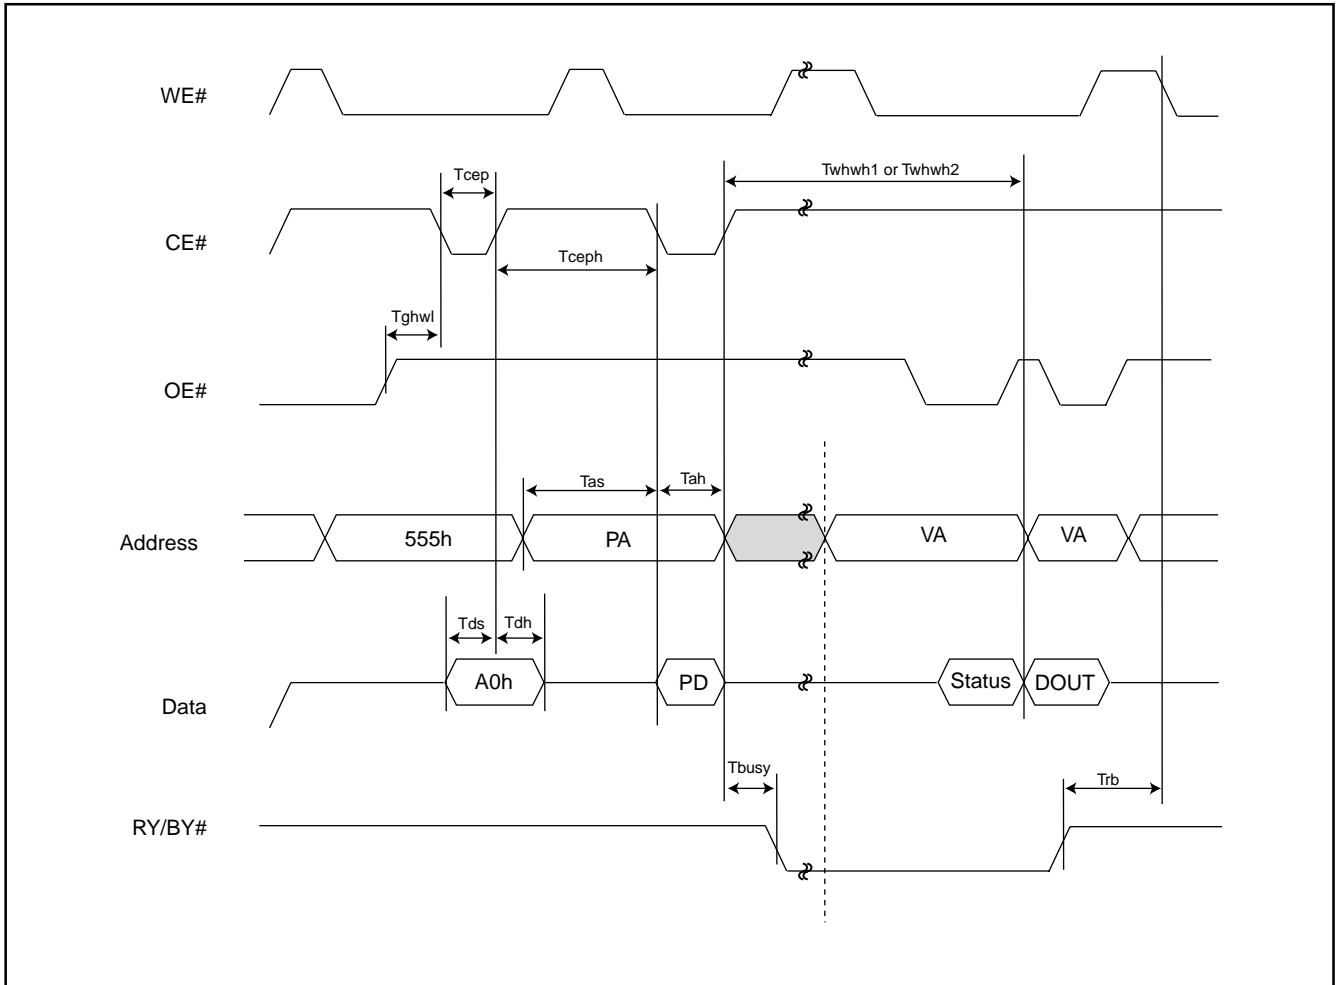 WE#
Tcep
Twhwh1 or Twhwh2
CE#
Tceph
Tghwl
OE#
Tas
Tah
Address
555h
PA
VA
VA
Tds
Tdh
Data
A0h
PD
Status
DOUT
Tbusy
Trb
RY/BY#